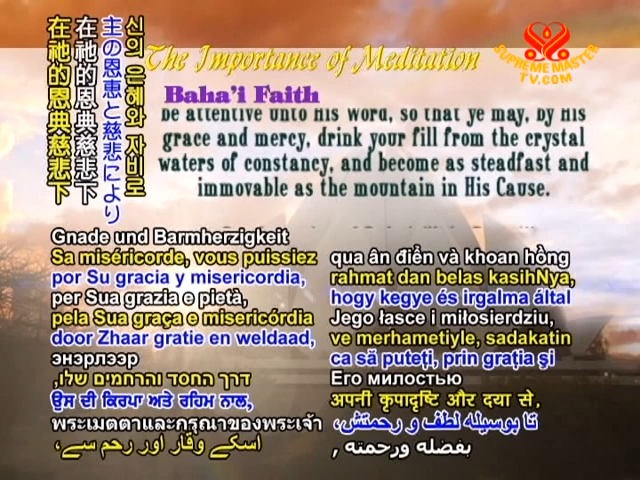 在祂的恩典慈悲下
在祂的恩典慈悲下
主の恩恵と慈悲により
신의 은혜와 자비로
The Importance of Meditation
SUPREME MASTER
TV.COM
Baha'i Faith
be attentive unto His Word, so that ye may, by His
grace and mercy, drink your fill from the crystal
waters of constancy, and become as steadfast and
immovable as the mountain in His Cause.
Gnade und Barmherzigkeit
Sa miséricorde, vous puissiez
por Su gracia y misericordia,
per Sua grazia e pietà,
pela Sua graça e misericórdia
door Zhaar gratie en weldaad,
энэрлээр
דרך החסד והרחמים שלו,
ਉਸ ਦੀ ਕਿਰਪਾ ਅਤੇ ਰਹਿਮ ਨਾਲ,
พระเมตตาและกรุณาของพระเจ้า
اسکے وقار اور رحم سے،
qua ân điển và khoan hồng
rahmat dan belas kasihNya,
hogy kegye és irgalma által
Jego łasce i miłosierdziu,
ve merhametiyle, sadakatin
ca să puteți, prin grația și
Его милостью
अपनी कृपादृष्टि और दया से,
تا بوسیله لطف و رحمتش،
بفضله ورحمته ,